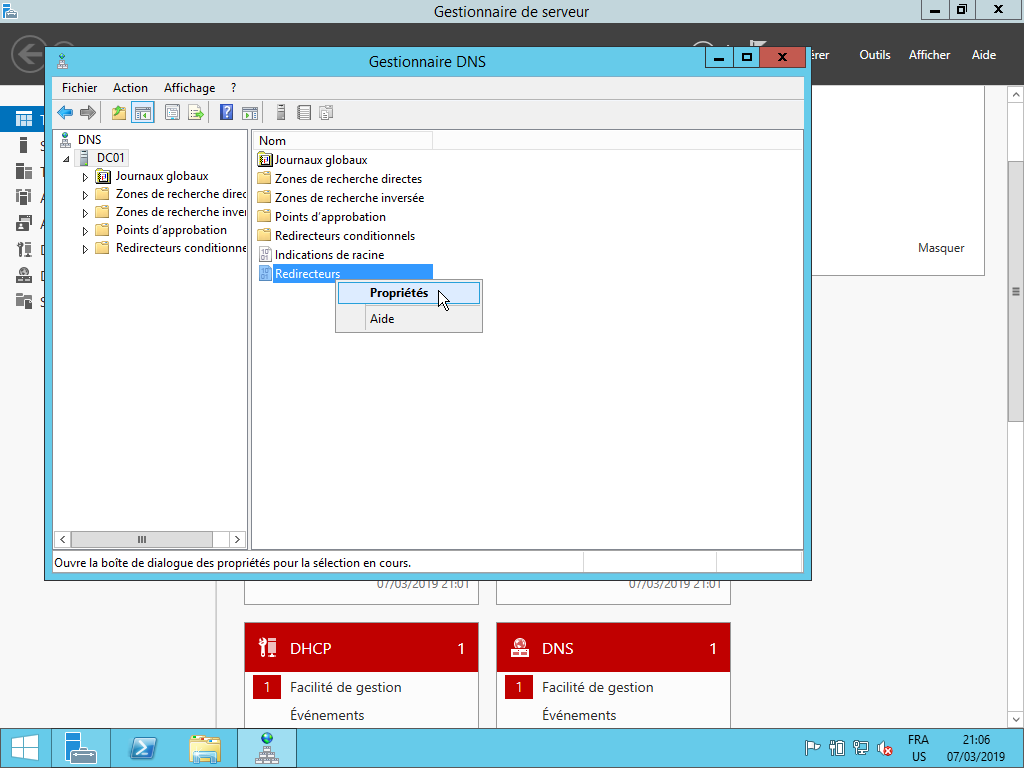 Gestionnaire de serveur
Outils Afficher Aide
Gestionnaire DNS
Fichier Action Affichage ?
DNS
DC01
Journaux globaux
Zones de recherche direc
Zones de recherche inver
Points d'approbation
Redirecteurs conditionne
Nom
Journaux globaux
Zones de recherche directes
Zones de recherche inversée
Points d'approbation
Redirecteurs conditionnels
Indications de racine
Redirecteurs
Propriétés
Aide
Masquer
Ouvre la boîte de dialogue des propriétés pour la sélection en cours.
07/03/2019 21:01
07/03/2019 21:01
DHCP 1
1 Facilité de gestion
Événements
DNS 1
1 Facilité de gestion
Événements
FRA
US
21:06
07/03/2019